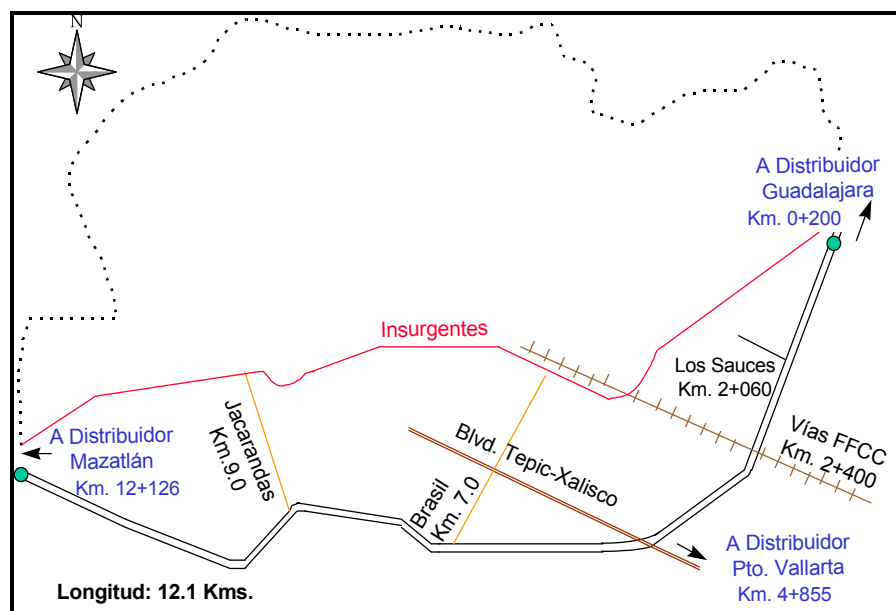 N
A Distribuidor
Guadalajara
Km. 0+200
Insurgentes
Los Sauces
Km. 2+060
Vías FFCC
Km. 2+400
Jacarandas
Km.9.0
A Distribuidor
Mazatlán
Km. 12+126
Blvd. Tepic-Xalisco
Brasil
Km. 7.0
A Distribuidor
Pto. Vallarta
Km. 4+855
Longitud: 12.1 Kms.